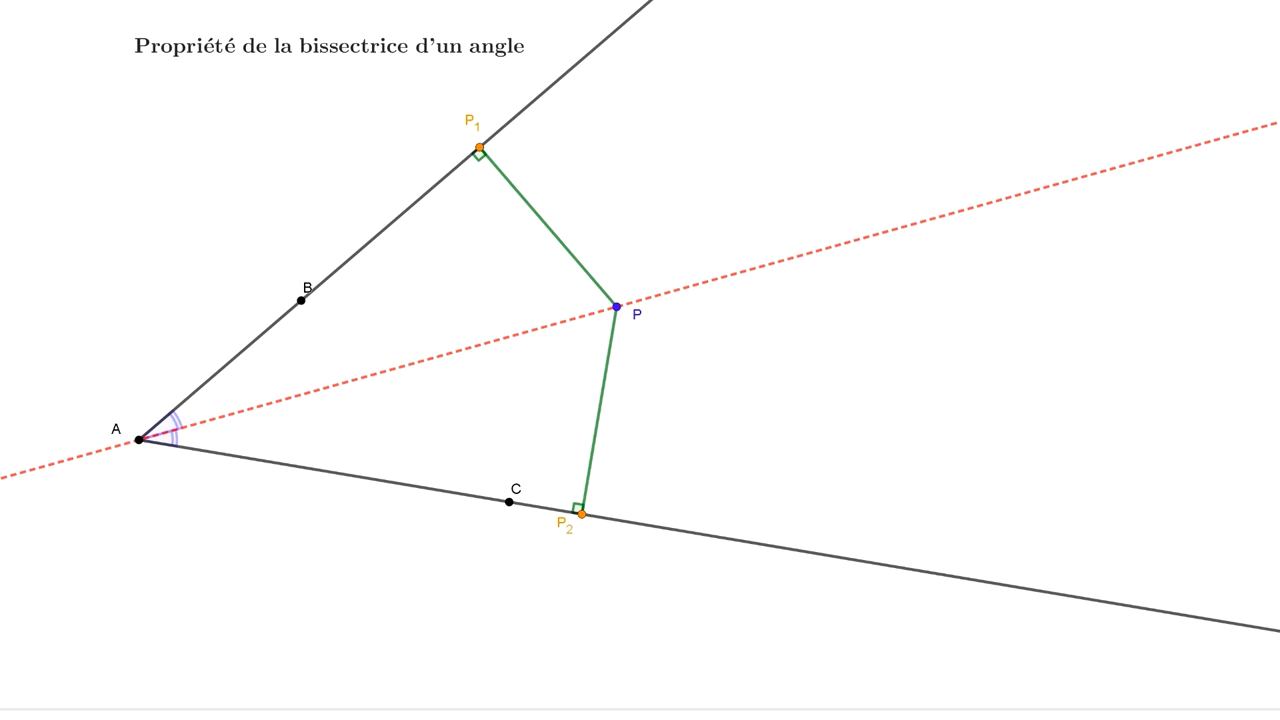 Propriété de la bissectrice d'un angle
P₁
B
P
A
C
P₂